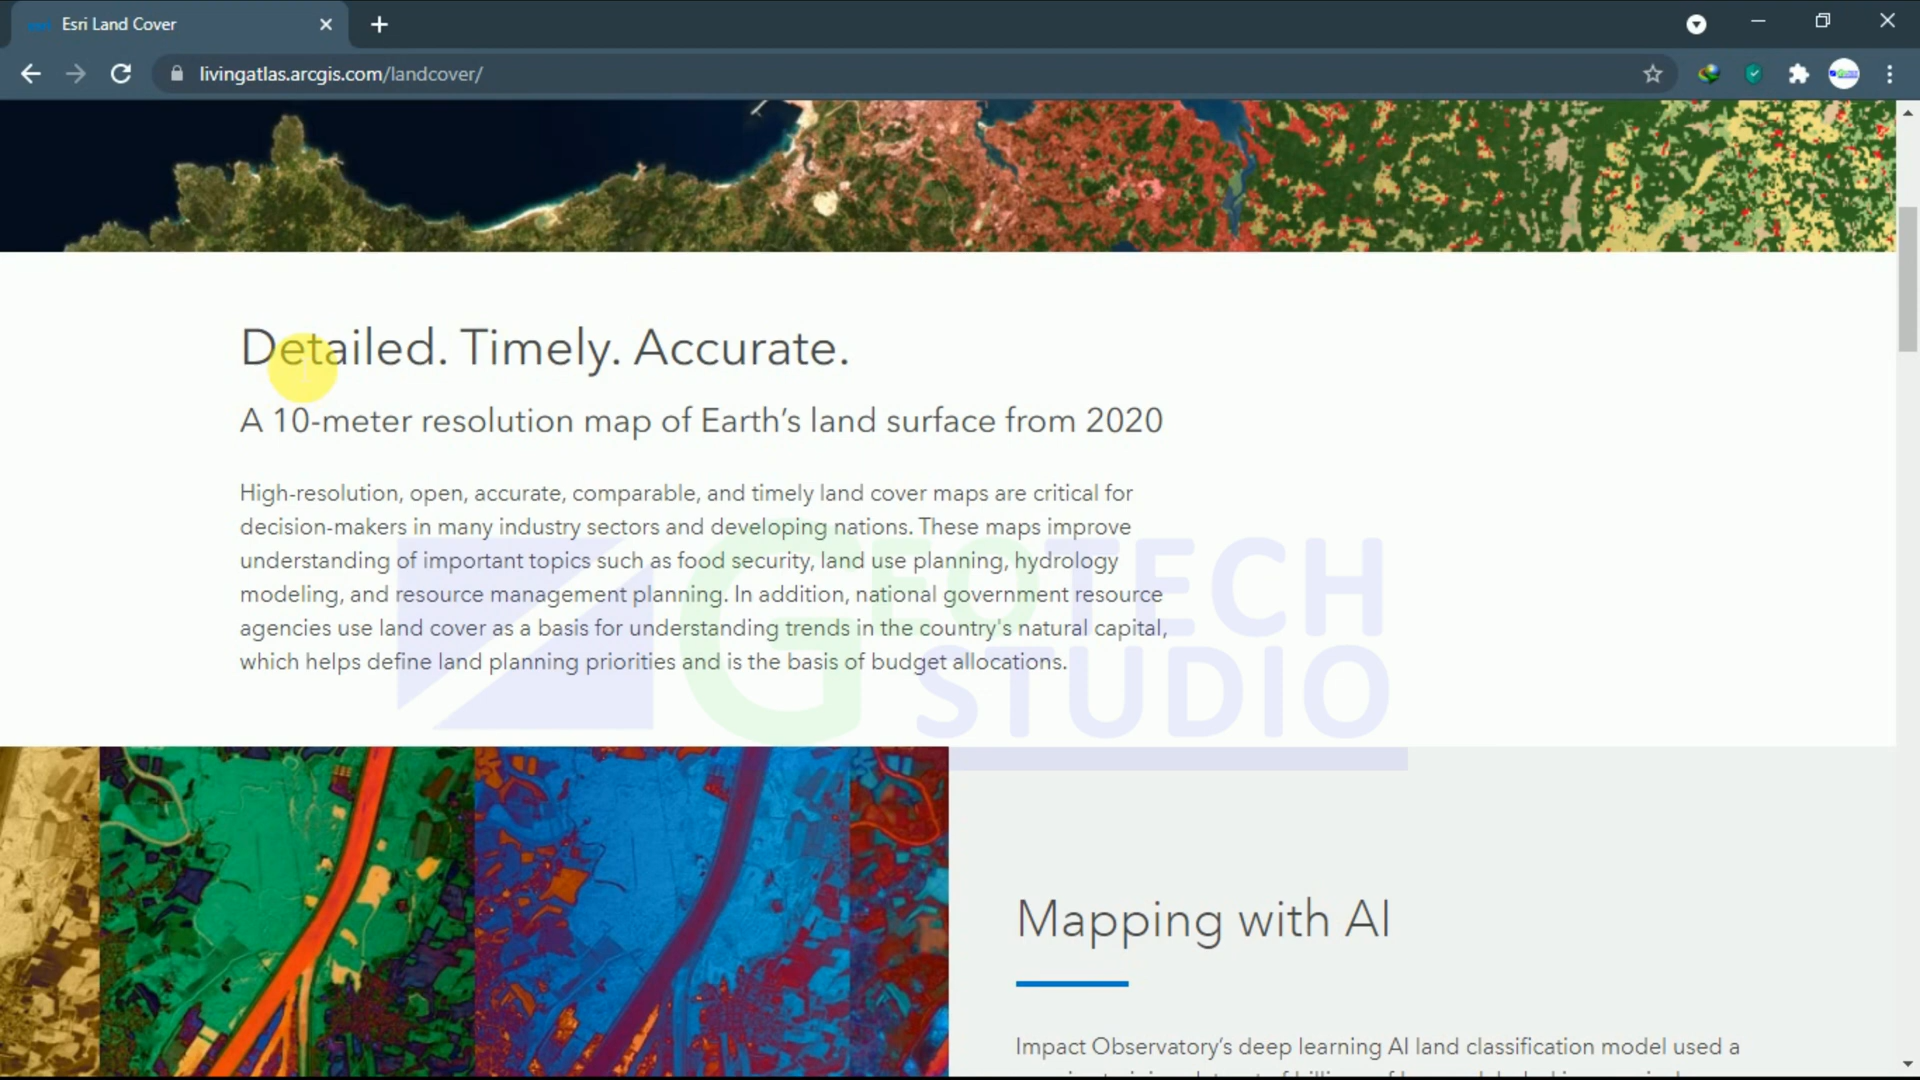 Esri Land Cover
livingatlas.arcgis.com/landcover/
Detailed. Timely. Accurate.
A 10-meter resolution map of Earth's land surface from 2020
High-resolution, open, accurate, comparable, and timely land cover maps are critical for
decision-makers in many industry sectors and developing nations. These maps improve
understanding of important topics such as food security, land use planning, hydrology
modeling, and resource management planning. In addition, national government resource
agencies use land cover as a basis for understanding trends in the country's natural capital,
which helps define land planning priorities and is the basis of budget allocations.
GEOTECH
STUDIO
Mapping with AI
Impact Observatory's deep learning AI land classification model used a